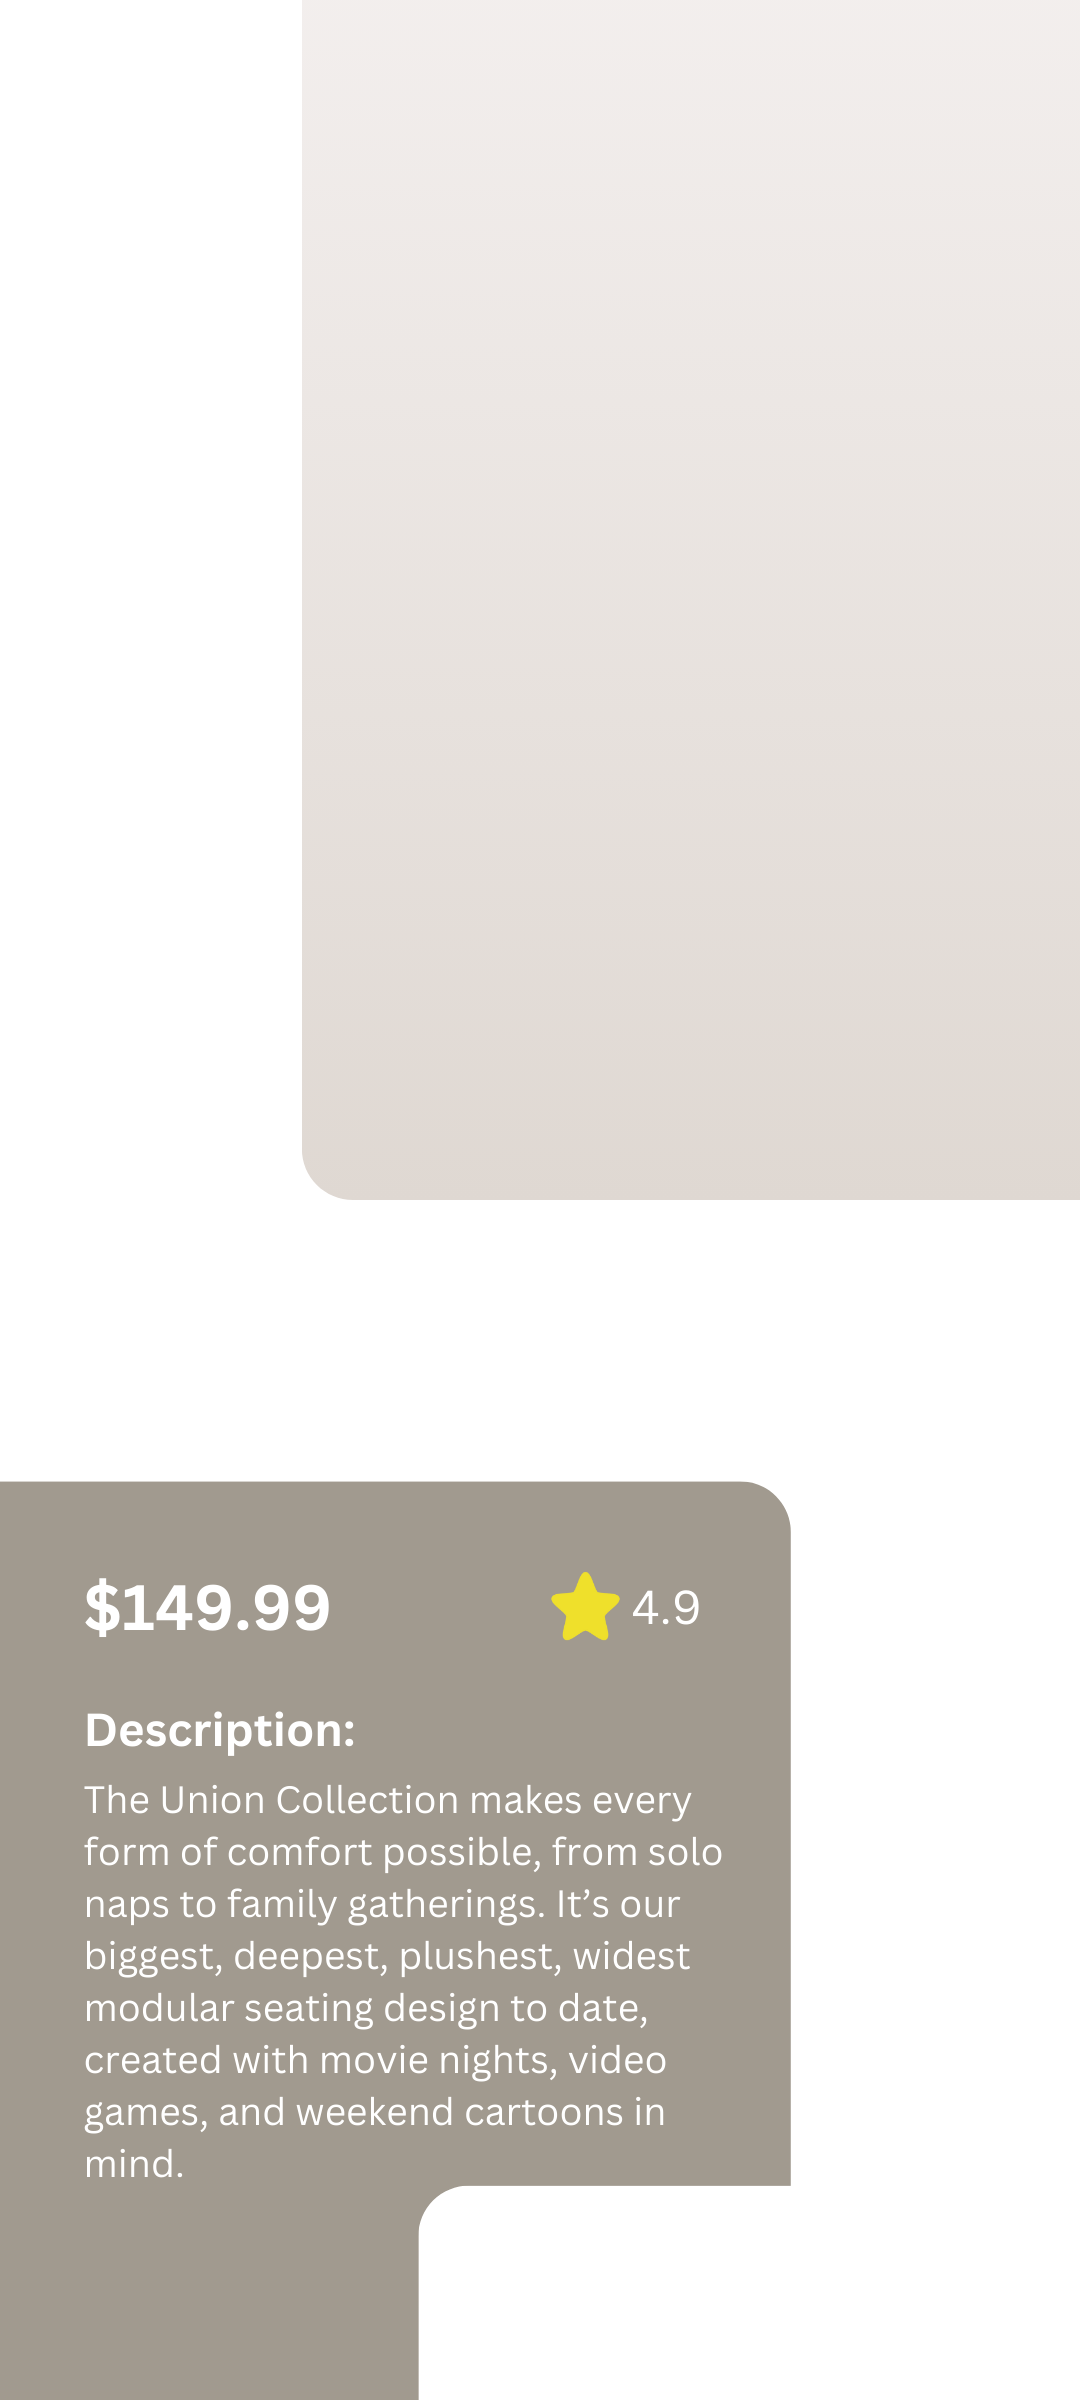 $149.99
4.9
Description:
The Union Collection makes every
form of comfort possible, from solo
naps to family gatherings. It’s our
biggest, deepest, plushest, widest
modular seating design to date,
created with movie nights, video
games, and weekend cartoons in
mind.